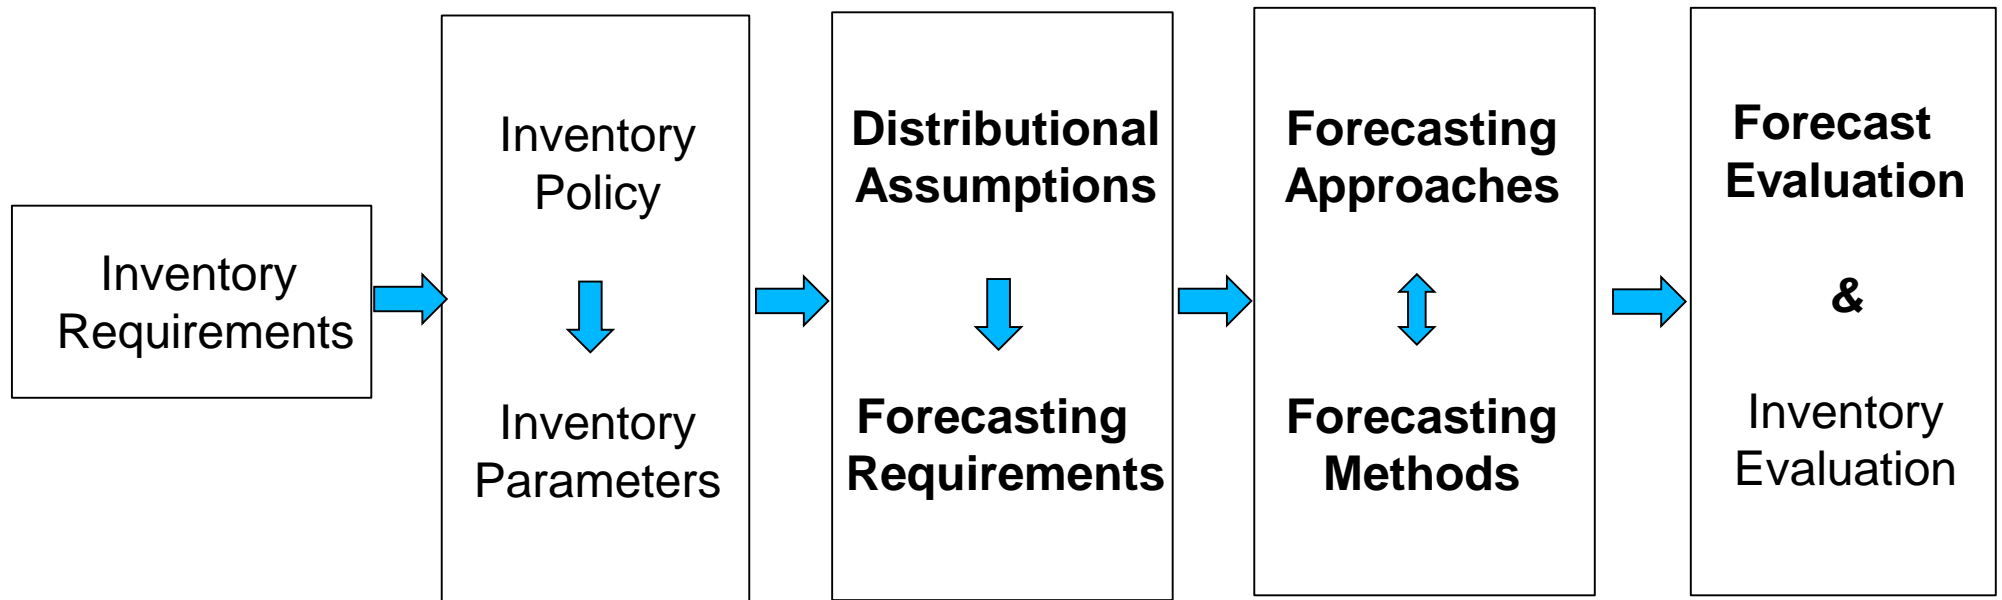 Inventory
Requirements
Inventory
Policy
Inventory
Parameters
Distributional
Assumptions
Forecasting
Requirements
Forecasting
Approaches
Forecasting
Methods
Forecast
Evaluation
&
Inventory
Evaluation